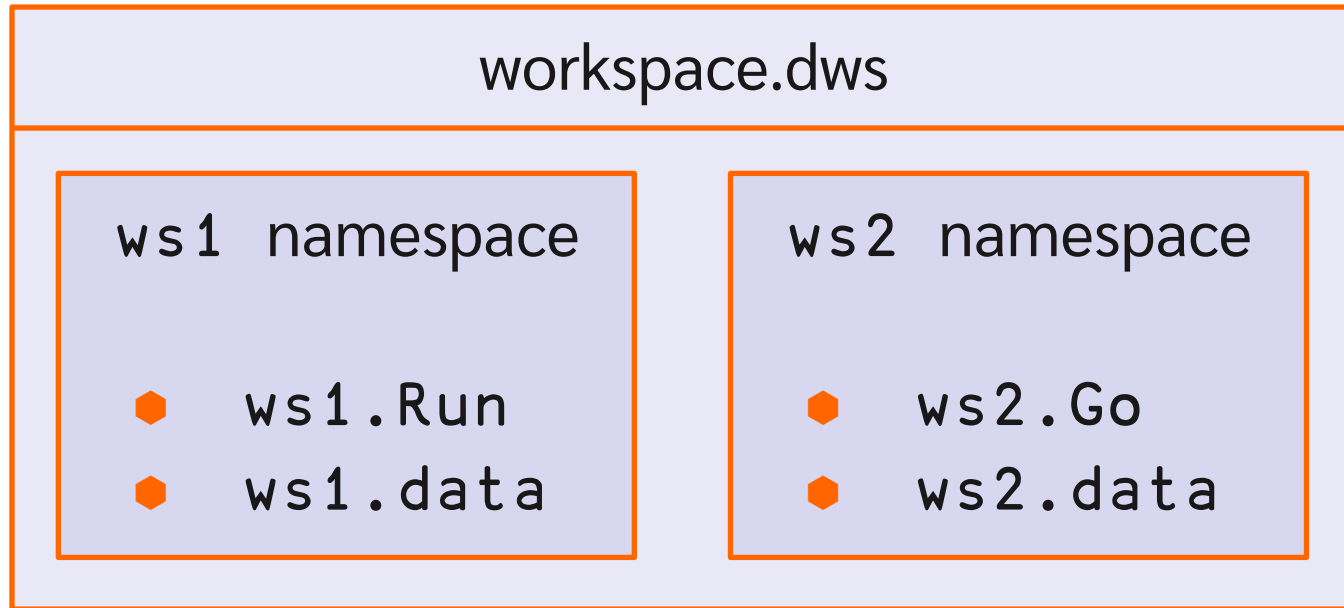 workspace.dws
ws1 namespace
ws1.Run
ws1.data
ws2 namespace
ws2.Go
ws2.data